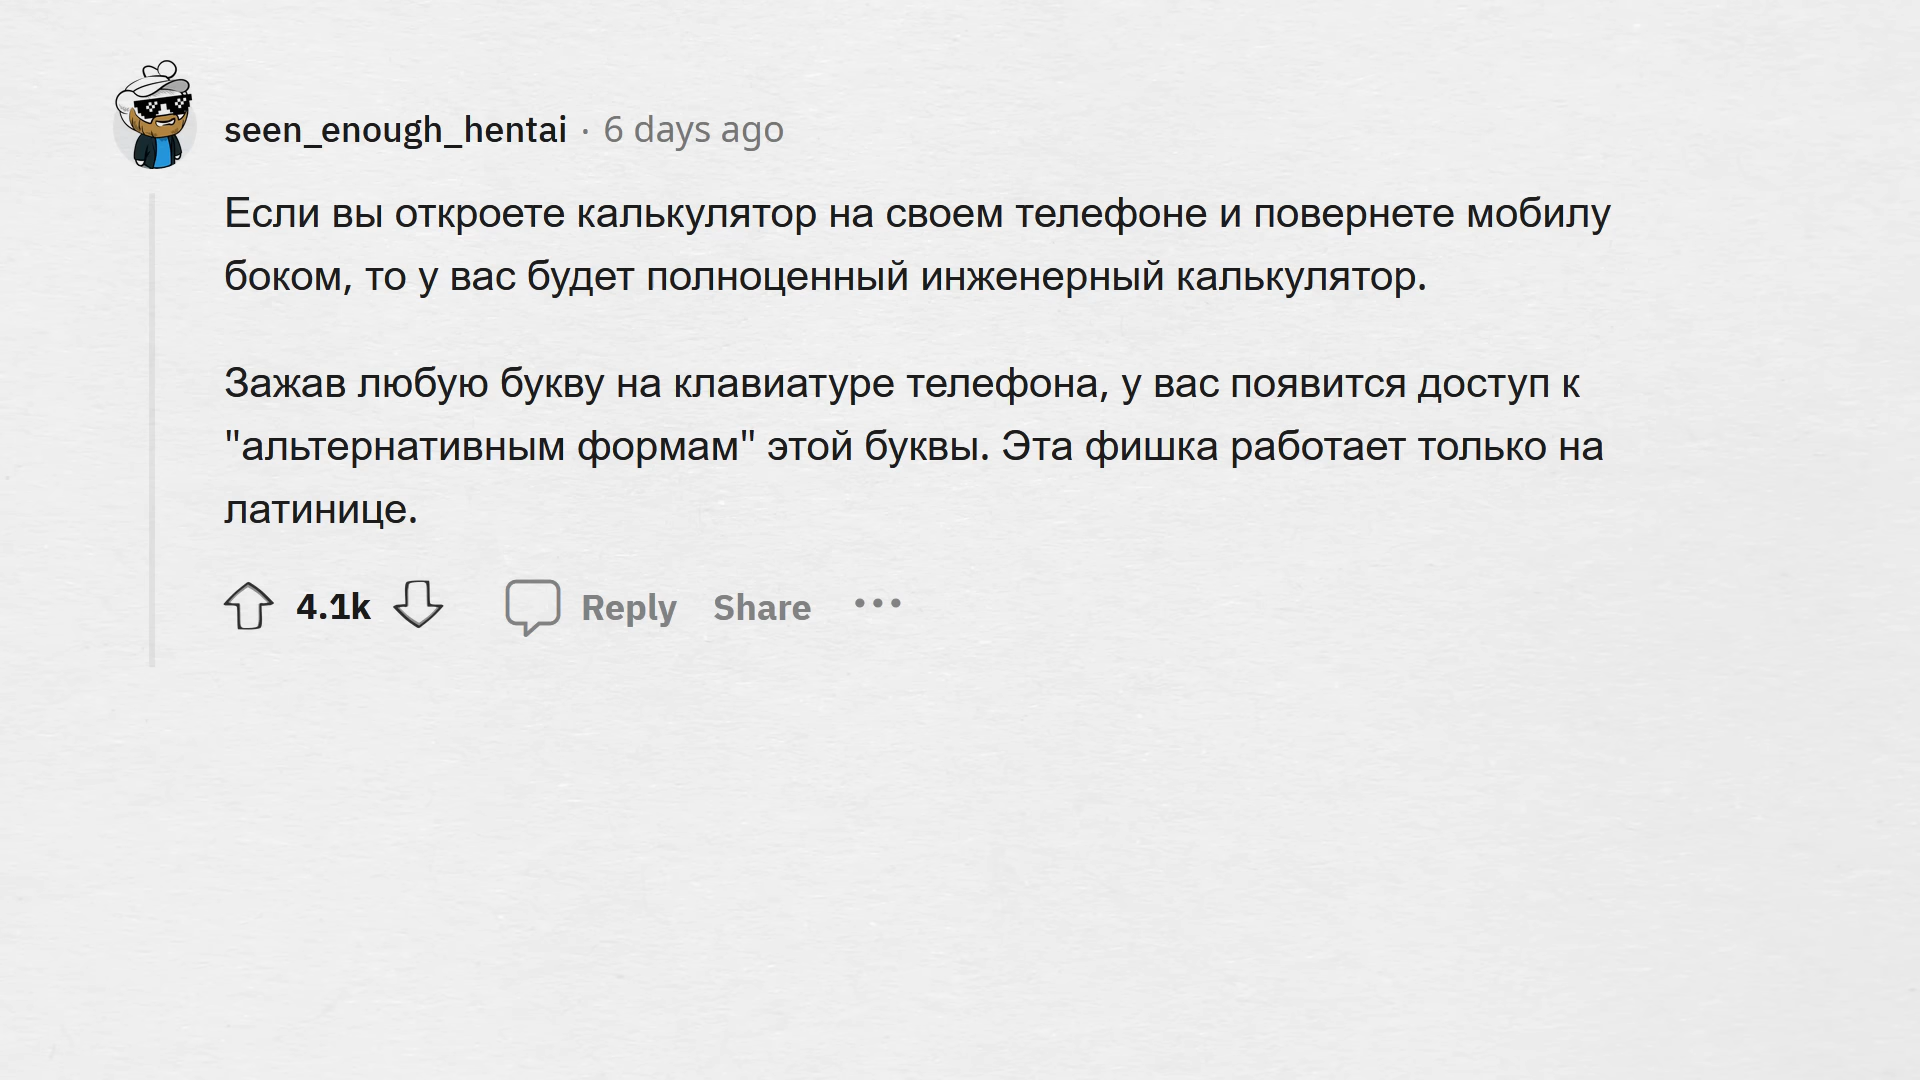 seen_enough_hentai · 6 days ago
Если вы откроете калькулятор на своем телефоне и повернете мобилу
боком, то у вас будет полноценный инженерный калькулятор.
Зажав любую букву на клавиатуре телефона, у вас появится доступ к
"альтернативным формам" этой буквы. Эта фишка работает только на
латинице.
4.1k Reply Share •••